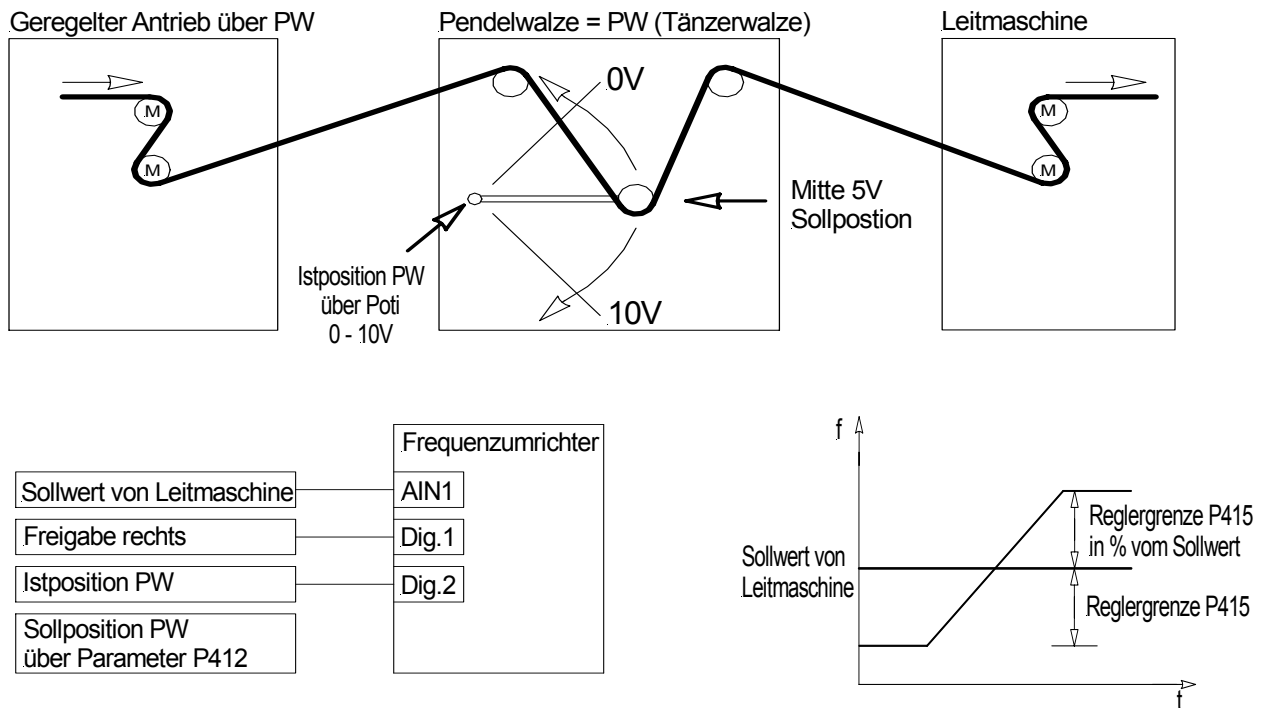 Geregelter Antrieb über PW
Pendelwalze = PW (Tänzerwalze)
Leitmaschine
0V
M
M
M
M
Mitte 5V
Sollpostion
Istposition PW
über Poti
0 - 10V
10V
Frequenzumrichter
Sollwert von Leitmaschine
AIN1
Freigabe rechts
Dig.1
Istposition PW
Dig.2
Sollposition PW
über Parameter P412
f
Reglergrenze P415
in % vom Sollwert
Sollwert von
Leitmaschine
Reglergrenze P415
t